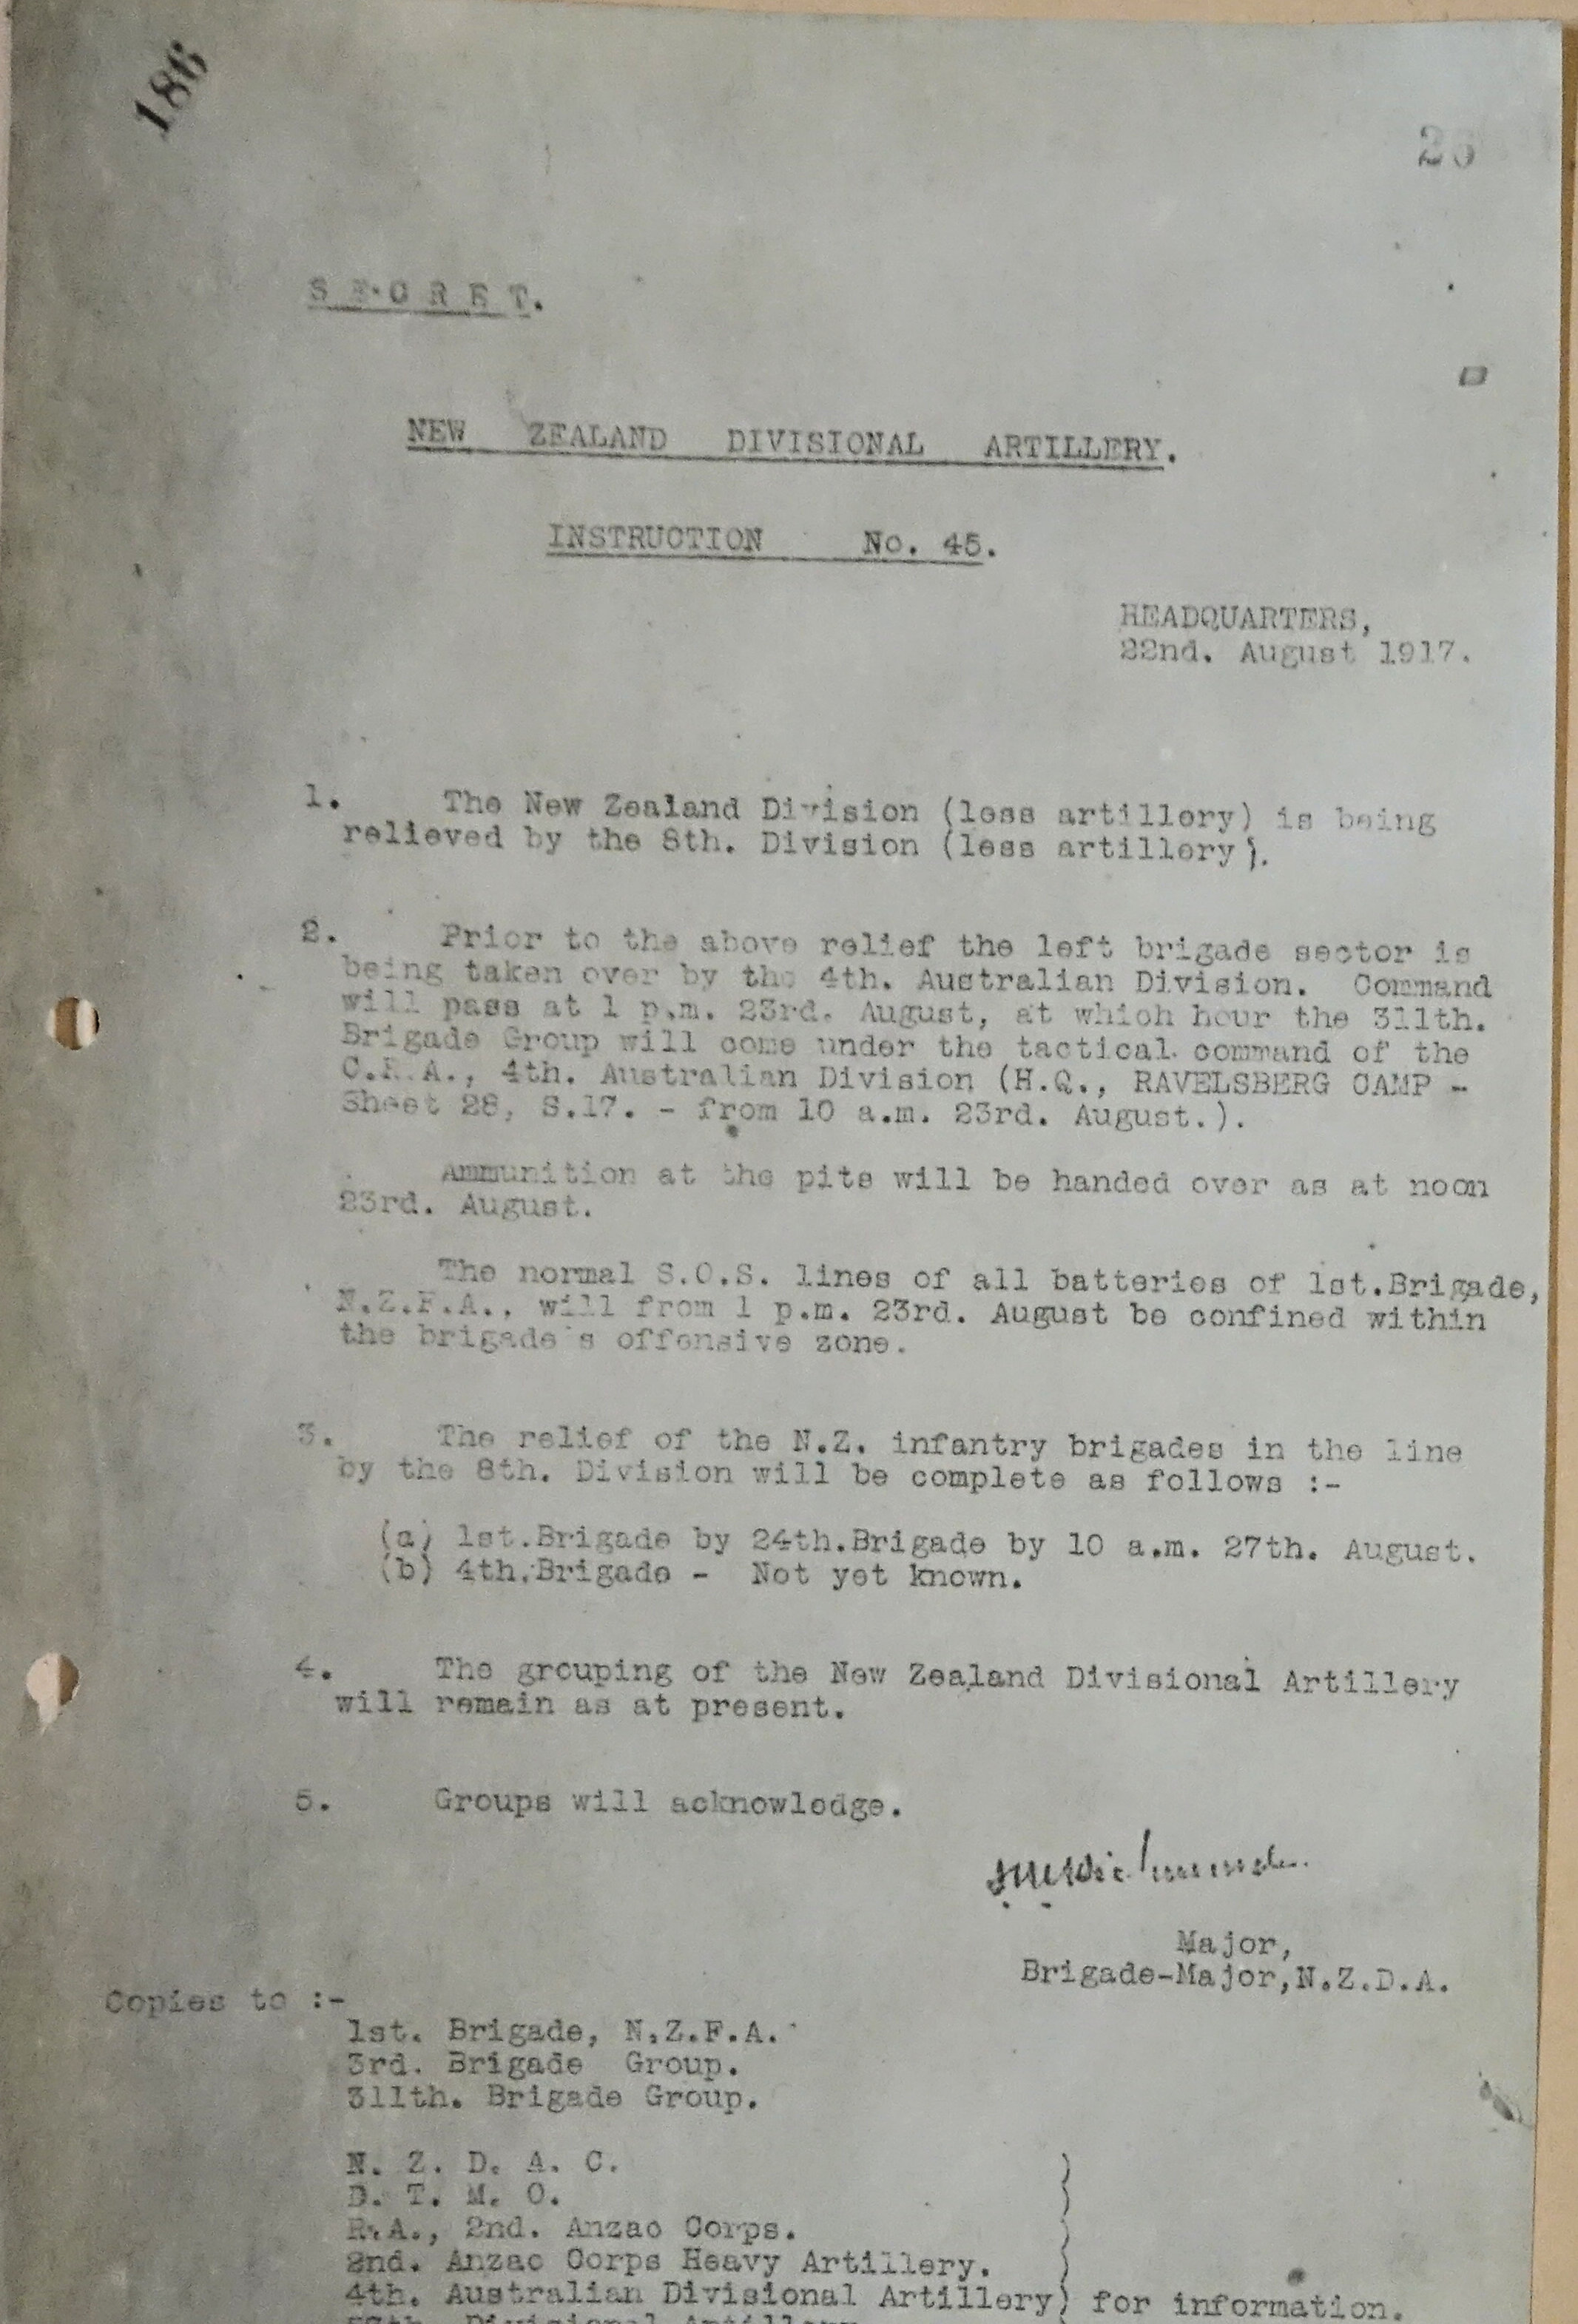 186
S E C R E T.
NEW ZEALAND DIVISIONAL ARTILLERY.
INSTRUCTION No. 45.
HEADQUARTERS,
22nd. August 1917.
1. The New Zealand Division (less artillery) is being
relieved by the 8th. Division (less artillery).
2. Prior to the above relief the left brigade sector is
being taken over by the 4th. Australian Division. Command
will pass at 1 p.m. 23rd. August, at which hour the 311th.
Brigade Group will come under the tactical command of the
C.R.A., 4th. Australian Division (H.Q., RAVELSBERG CAMP -
Sheet 28, S.17. - from 10 a.m. 23rd. August.).
Ammunition at the pits will be handed over as at noon
23rd. August.
The normal S.O.S. lines of all batteries of 1st.Brigade,
N.Z.F.A., will from 1 p.m. 23rd. August be confined within
the brigade's offensive zone.
3. The relief of the N.Z. infantry brigades in the line
by the 8th. Division will be complete as follows :-
(a) 1st.Brigade by 24th.Brigade by 10 a.m. 27th. August.
(b) 4th.Brigade - Not yet known.
4. The grouping of the New Zealand Divisional Artillery
will remain as at present.
5. Groups will acknowledge.
Major,
Brigade-Major,N.Z.D.A.
Copies to :-
1st. Brigade, N.Z.F.A.
3rd. Brigade Group.
311th. Brigade Group.
N. Z. D. A. C. )
D. T. M. O. )
R.A., 2nd. Anzac Corps. )
2nd. Anzac Corps Heavy Artillery. )
4th. Australian Divisional Artillery) for information.
Divisional Artillery